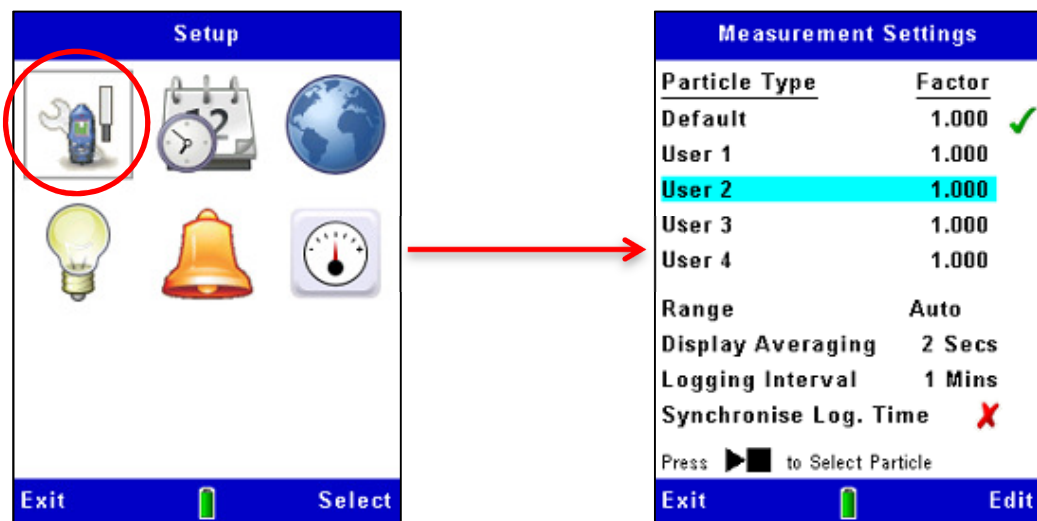 Setup
12
Exit Select
Measurement Settings
Particle Type Factor
Default 1.000
User 1 1.000
User 2 1.000
User 3 1.000
User 4 1.000
Range Auto
Display Averaging 2 Secs
Logging Interval 1 Mins
Synchronise Log. Time
Press to Select Particle
Exit Edit